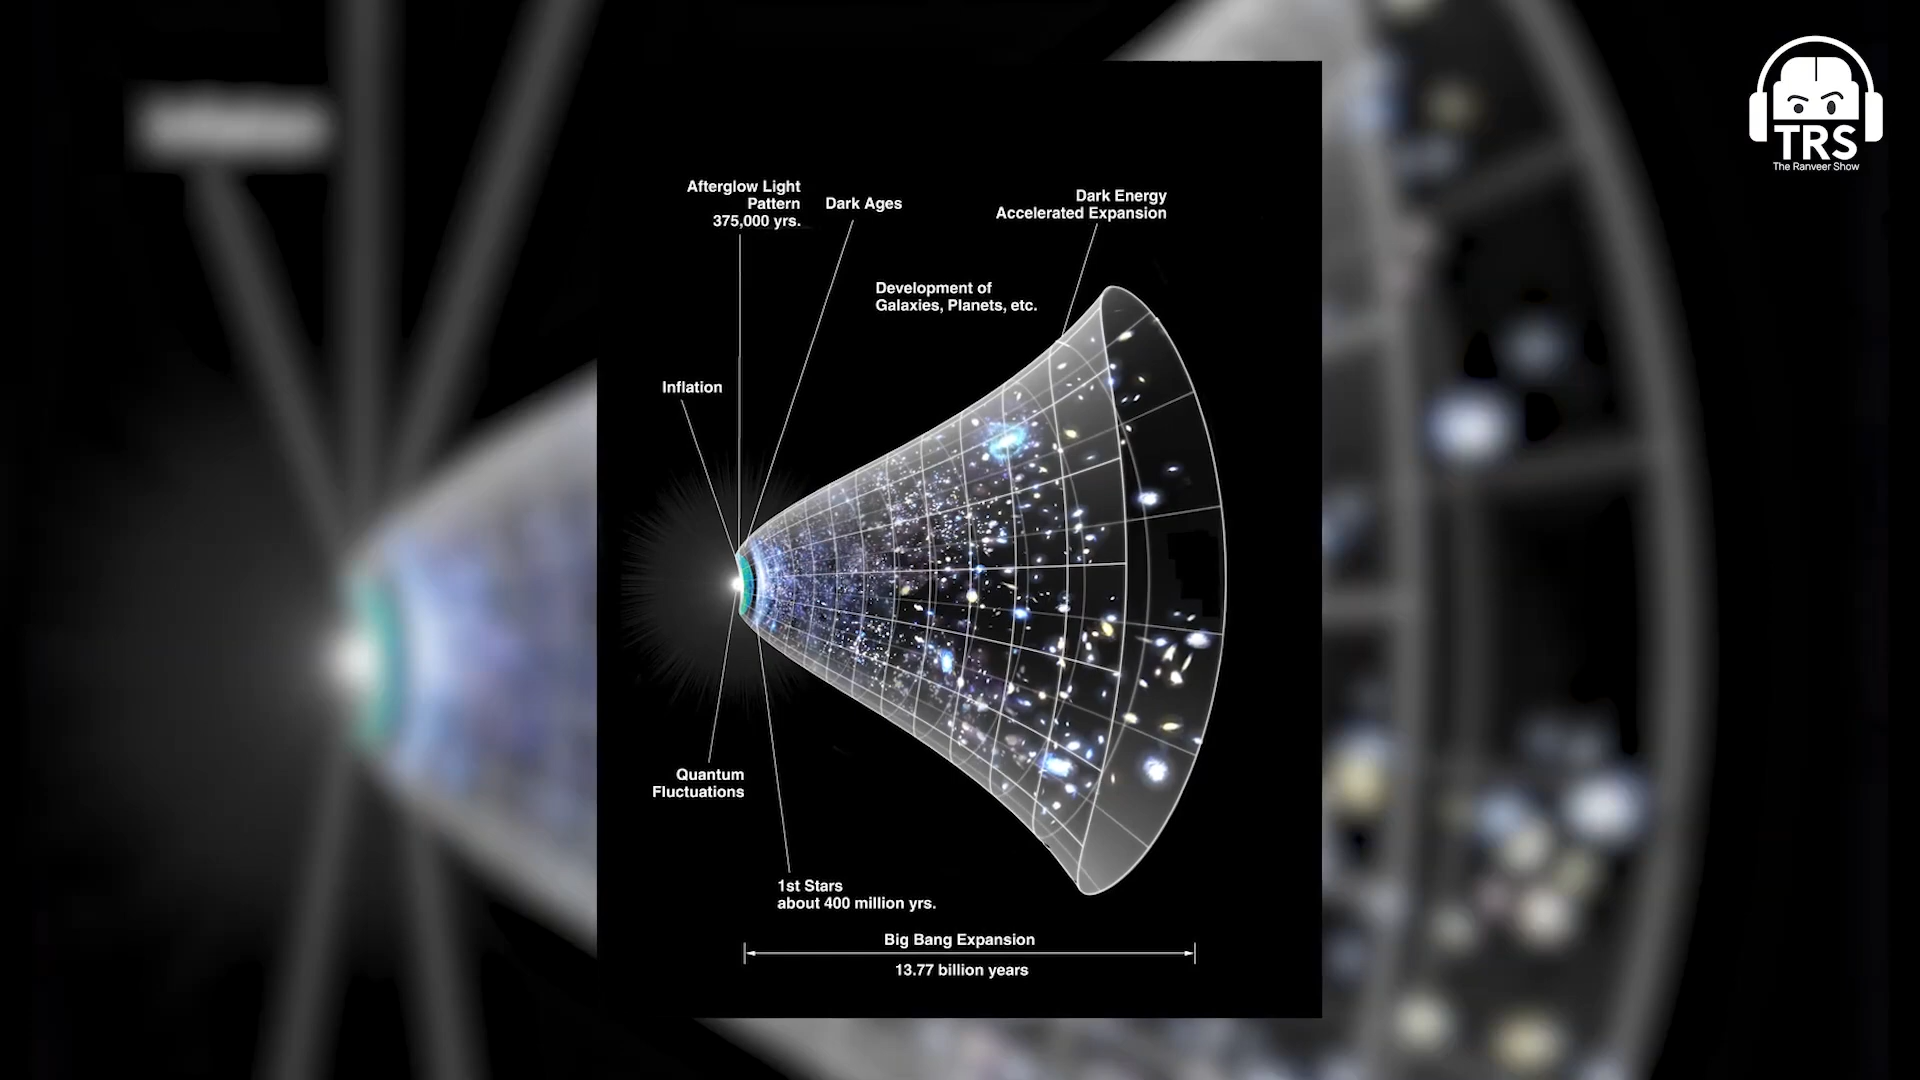 Afterglow Light
Pattern
375,000 yrs.
Dark Ages
Dark Energy
Accelerated Expansion
Development of
Galaxies, Planets, etc.
Inflation
Quantum
Fluctuations
1st Stars
about 400 million yrs.
Big Bang Expansion
13.77 billion years
TRS
The Ranveer Show